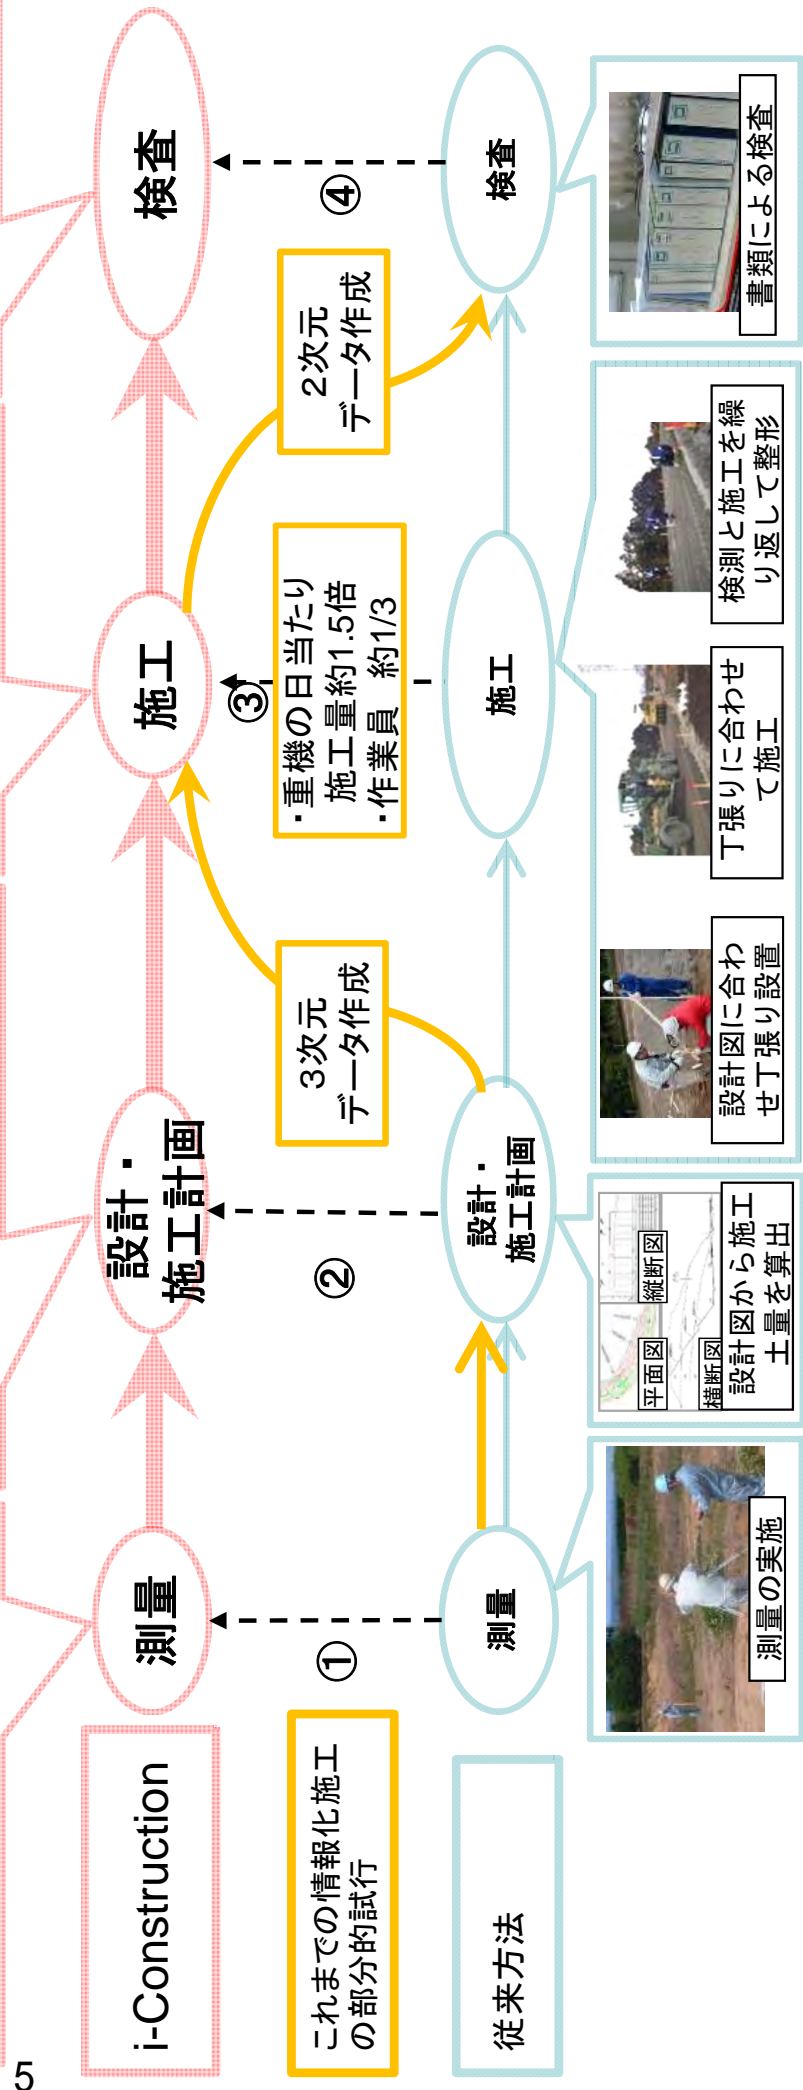 i-Construction
測量
設計・
施工計画
施工
検査
これまでの情報化施工
の部分的試行
①
②
3次元
データ作成
③
・重機の日当たり
施工量約1.5倍
・作業員　約1/3
2次元
データ作成
④
従来方法
測量
設計・
施工計画
施工
検査
測量の実施
平面図
縦断図
横断図
設計図から施工
土量を算出
設計図に合わ
せ丁張り設置
丁張りに合わせ
て施工
検測と施工を繰
り返して整形
書類による検査
5